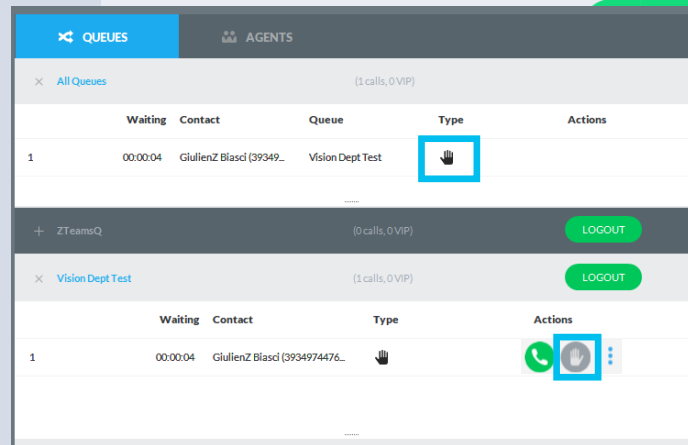 QUEUES AGENTS
× All Queues (1 calls, 0 VIP)
Waiting Contact Queue Type Actions
1 00:00:04 GiulienZ Biasci (39349... Vision Dept Test
.......
+ ZTeamsQ (0 calls, 0 VIP) LOGOUT
× Vision Dept Test (1 calls, 0 VIP) LOGOUT
Waiting Contact Type Actions
1 00:00:04 GiulienZ Biasci (3934974476...
.......